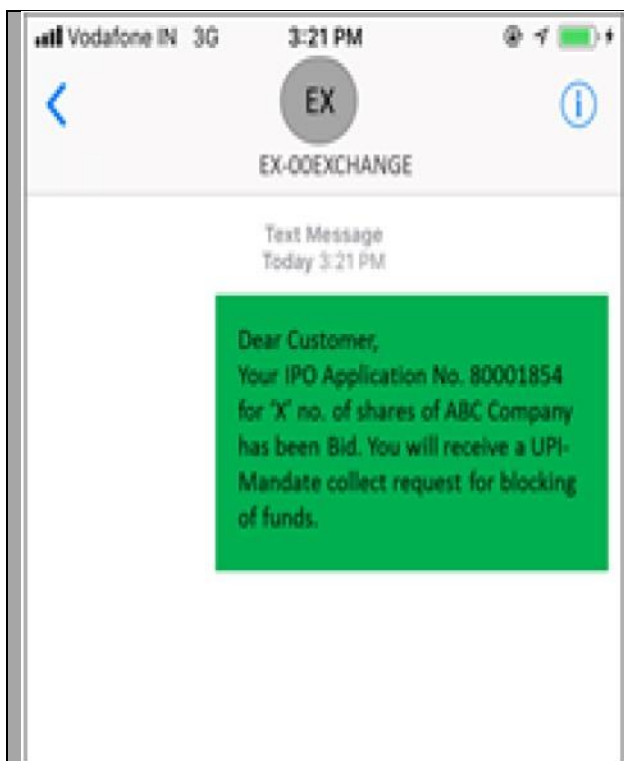 Vodafone IN 3G 3:21 PM
EX
EX-00EXCHANGE
Text Message
Today 3:21 PM
Dear Customer,
Your IPO Application No. 80001854
for 'X' no. of shares of ABC Company
has been Bid. You will receive a UPI-
Mandate collect request for blocking
of funds.